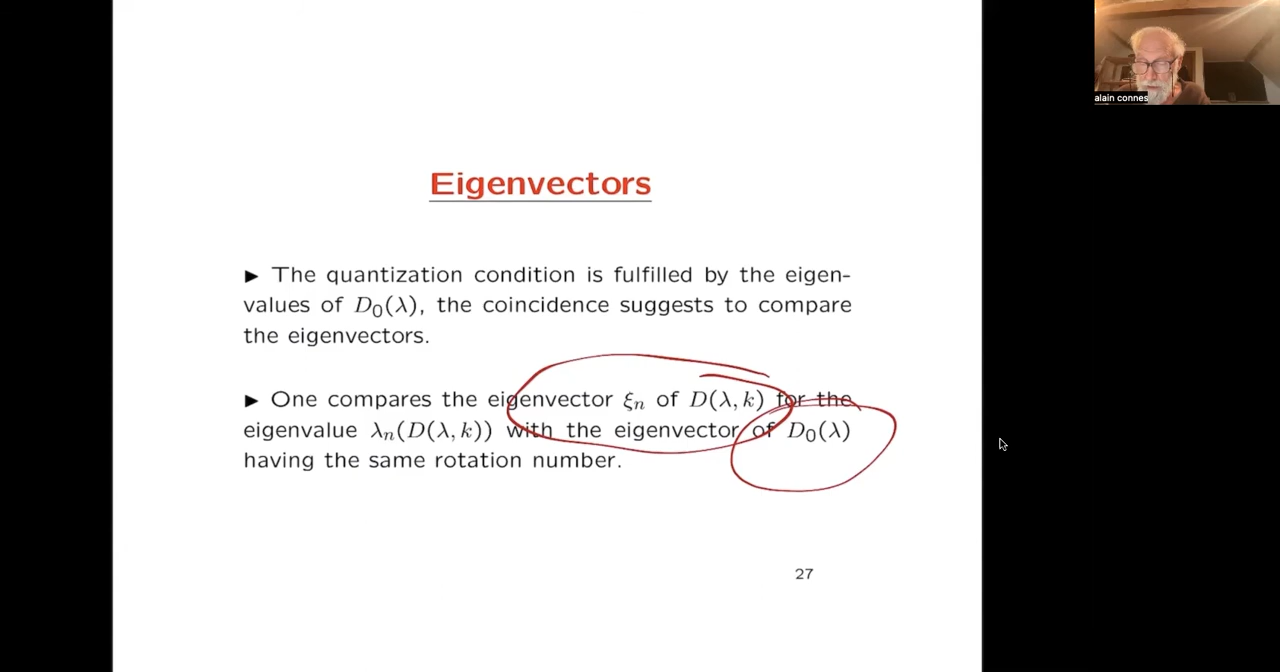 alain connes
Eigenvectors
▶ The quantization condition is fulfilled by the eigen-
values of D₀(λ), the coincidence suggests to compare
the eigenvectors.
▶ One compares the eigenvector ξₙ of D(λ, k) for the
eigenvalue λₙ(D(λ, k)) with the eigenvector of D₀(λ)
having the same rotation number.
27